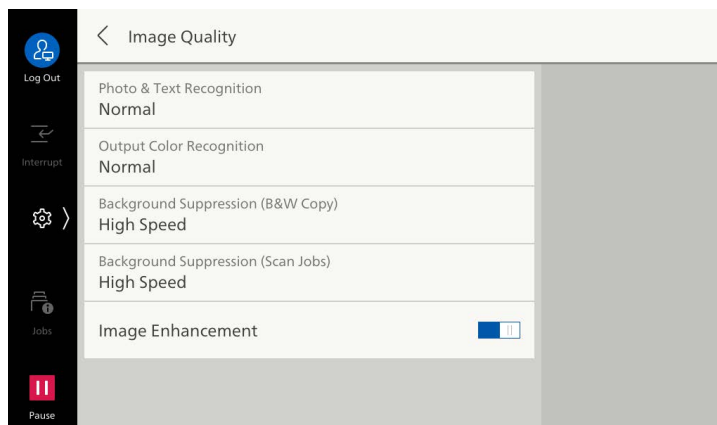 Image Quality
Log Out
Interrupt
Jobs
Pause
Photo & Text Recognition
Normal
Output Color Recognition
Normal
Background Suppression (B&W Copy)
High Speed
Background Suppression (Scan Jobs)
High Speed
Image Enhancement